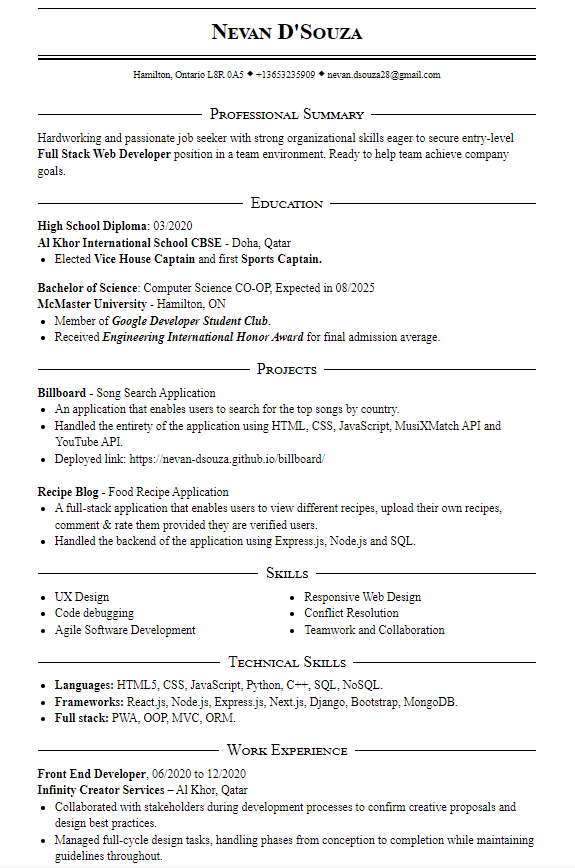 Nevan D'Souza
Hamilton, Ontario L8R 0A5 ◆ +13653235909 ◆ nevan.dsouza28@gmail.com
Professional Summary
Hardworking and passionate job seeker with strong organizational skills eager to secure entry-level
Full Stack Web Developer position in a team environment. Ready to help team achieve company
goals.
Education
High School Diploma: 03/2020
Al Khor International School CBSE - Doha, Qatar
• Elected Vice House Captain and first Sports Captain.
Bachelor of Science: Computer Science CO-OP, Expected in 08/2025
McMaster University - Hamilton, ON
• Member of Google Developer Student Club.
• Received Engineering International Honor Award for final admission average.
Projects
Billboard - Song Search Application
• An application that enables users to search for the top songs by country.
• Handled the entirety of the application using HTML, CSS, JavaScript, MusiXMatch API and
YouTube API.
• Deployed link: https://nevan-dsouza.github.io/billboard/
Recipe Blog - Food Recipe Application
• A full-stack application that enables users to view different recipes, upload their own recipes,
comment & rate them provided they are verified users.
• Handled the backend of the application using Express.js, Node.js and SQL.
Skills
• UX Design
• Code debugging
• Agile Software Development
• Responsive Web Design
• Conflict Resolution
• Teamwork and Collaboration
Technical Skills
• Languages: HTML5, CSS, JavaScript, Python, C++, SQL, NoSQL.
• Frameworks: React.js, Node.js, Express.js, Next.js, Django, Bootstrap, MongoDB.
• Full stack: PWA, OOP, MVC, ORM.
Work Experience
Front End Developer, 06/2020 to 12/2020
Infinity Creator Services – Al Khor, Qatar
• Collaborated with stakeholders during development processes to confirm creative proposals and
design best practices.
• Managed full-cycle design tasks, handling phases from conception to completion while maintaining
guidelines throughout.